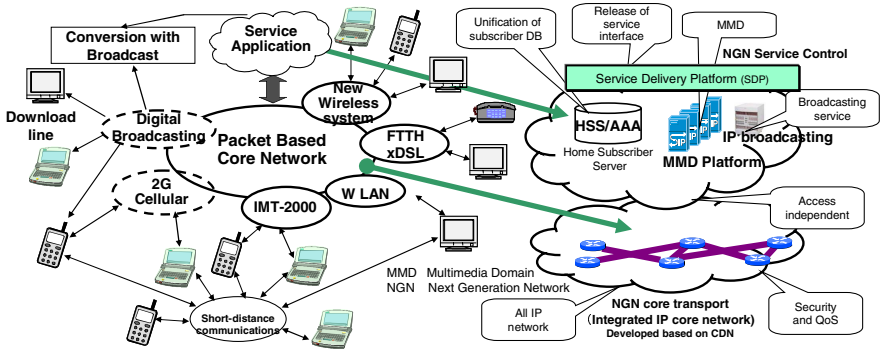 Conversion with
Broadcast
Service
Application
Unification of
subscriber DB
Release of
service
interface
MMD
NGN Service Control
Service Delivery Platform (SDP)
New
Wireless
system
Download
line
Digital
Broadcasting
Packet Based
Core Network
FTTH
xDSL
HSS/AAA
Home Subscriber
Server
IP
IP
IP
IP
MMD Platform
IP broadcasting
Broadcasting
service
2G
Cellular
IMT-2000
W LAN
Access
independent
MMD Multimedia Domain
NGN Next Generation Network
Short-distance
communications
All IP
network
NGN core transport
(Integrated IP core network)
Developed based on CDN
Security
and QoS